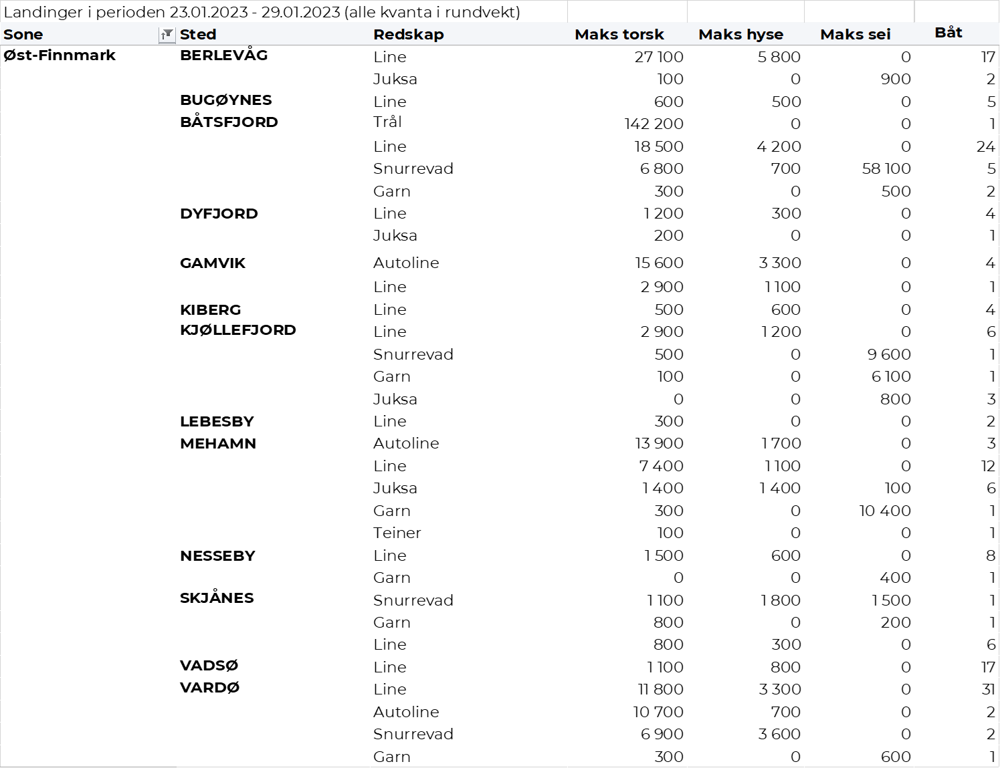 Landinger i perioden 23.01.2023 - 29.01.2023 (alle kvanta i rundvekt)
Sone Sted Redskap Maks torsk Maks hyse Maks sei Båt
Øst-Finnmark BERLEVÅG Line 27 100 5 800 0 17
Juksa 100 0 900 2
BUGØYNES Line 600 500 0 5
BÅTSFJORD Trål 142 200 0 0 1
Line 18 500 4 200 0 24
Snurrevad 6 800 700 58 100 5
Garn 300 0 500 2
DYFJORD Line 1 200 300 0 4
Juksa 200 0 0 1
GAMVIK Autoline 15 600 3 300 0 4
Line 2 900 1 100 0 1
KIBERG Line 500 600 0 4
KJØLLEFJORD Line 2 900 1 200 0 6
Snurrevad 500 0 9 600 1
Garn 100 0 6 100 1
Juksa 0 0 800 3
LEBESBY Line 300 0 0 2
MEHAMN Autoline 13 900 1 700 0 3
Line 7 400 1 100 0 12
Juksa 1 400 1 400 100 6
Garn 300 0 10 400 1
Teiner 100 0 0 1
NESSEBY Line 1 500 600 0 8
Garn 0 0 400 1
SKJÅNES Snurrevad 1 100 1 800 1 500 1
Garn 800 0 200 1
Line 800 300 0 6
VADSØ Line 1 100 800 0 17
VARDØ Line 11 800 3 300 0 31
Autoline 10 700 700 0 2
Snurrevad 6 900 3 600 0 2
Garn 300 0 600 1